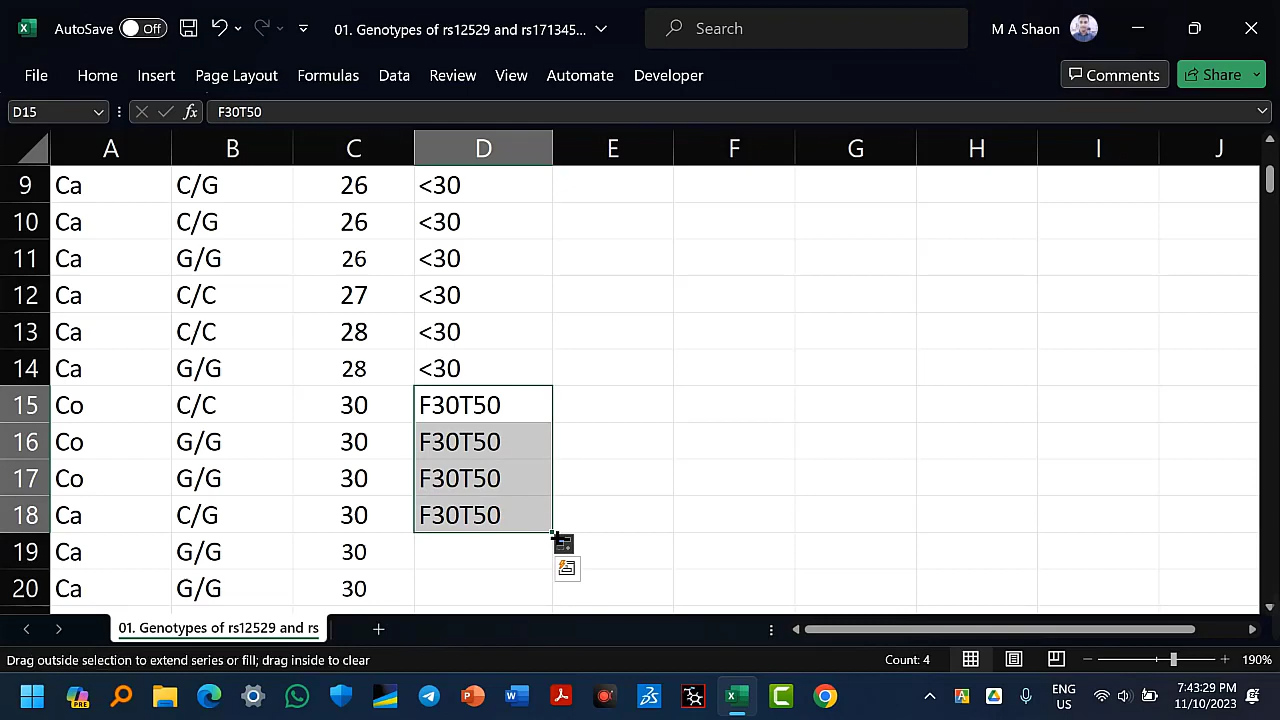 AutoSave Off 01. Genotypes of rs12529 and rs171345... Search M A Shaon
File Home Insert Page Layout Formulas Data Review View Automate Developer Comments Share
D15 fx F30T50
A B C D E F G H I J
9 Ca C/G 26 <30
10 Ca C/G 26 <30
11 Ca G/G 26 <30
12 Ca C/C 27 <30
13 Ca C/C 28 <30
14 Ca G/G 28 <30
15 Co C/C 30 F30T50
16 Co G/G 30 F30T50
17 Co G/G 30 F30T50
18 Ca C/G 30 F30T50
19 Ca G/G 30
20 Ca G/G 30
01. Genotypes of rs12529 and rs
Drag outside selection to extend series or fill; drag inside to clear Count: 4 190%
PRE ENG 7:43:29 PM
US 11/10/2023